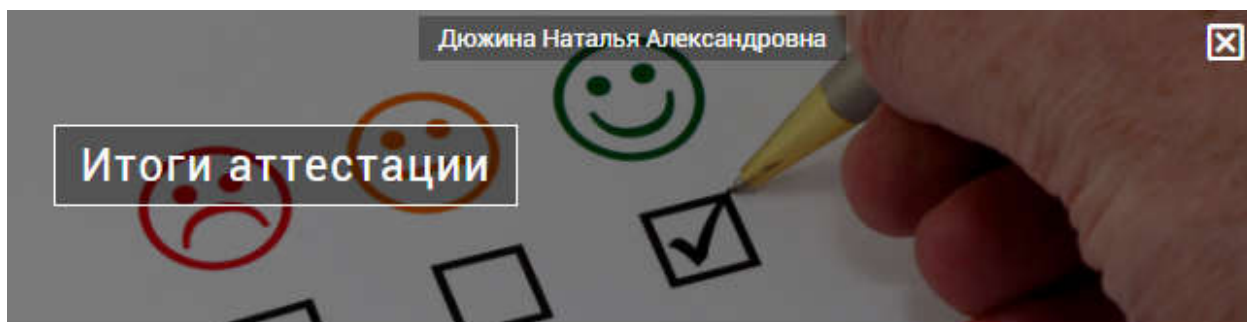 Дюжина Наталья Александровна
Итоги аттестации